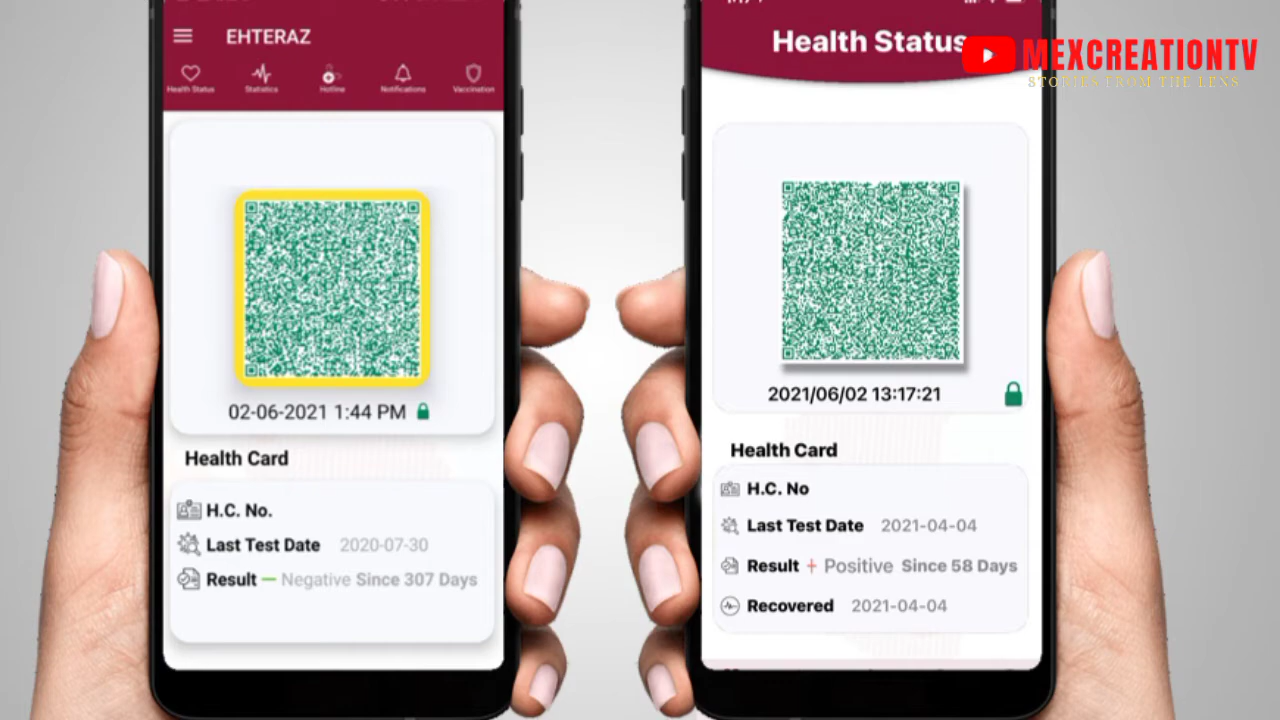 EHTERAZ
Health Status
Statistics
Hotline
Notifications
Vaccination
02-06-2021 1:44 PM
Health Card
H.C. No.
Last Test Date 2020-07-30
Result Negative Since 307 Days
Health Status
2021/06/02 13:17:21
Health Card
H.C. No
Last Test Date 2021-04-04
Result + Positive Since 58 Days
Recovered 2021-04-04
MEXCREATIONTV
STORIES FROM THE LENS